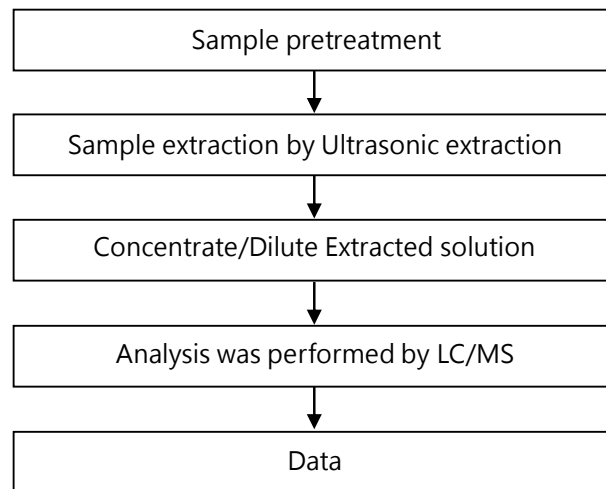 Sample pretreatment
Sample extraction by Ultrasonic extraction
Concentrate/Dilute Extracted solution
Analysis was performed by LC/MS
Data